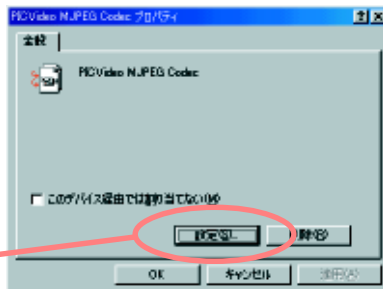 PICVideo MJPEG Codec プロパティ
全般
PICVideo MJPEG Codec
このデバイス経由では割り当てない(M)
設定(S)... 削除(R)
OK キャンセル 適用(A)